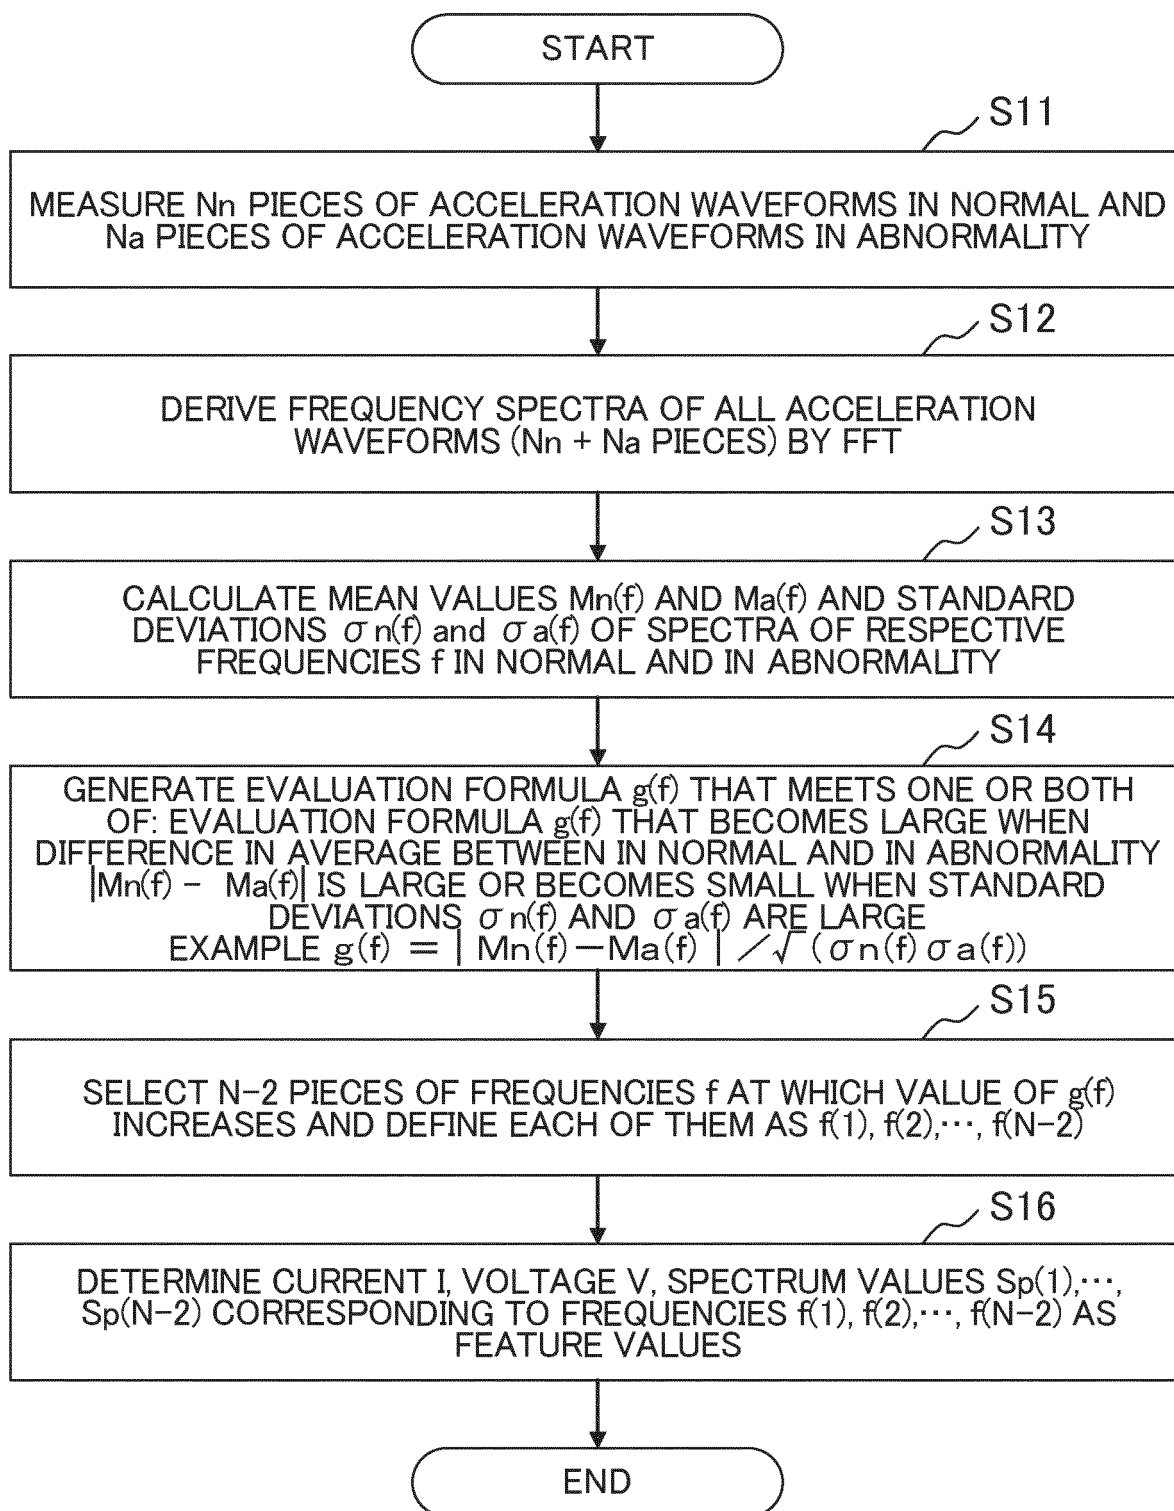 START
S11
MEASURE Nn PIECES OF ACCELERATION WAVEFORMS IN NORMAL AND
Na PIECES OF ACCELERATION WAVEFORMS IN ABNORMALITY
S12
DERIVE FREQUENCY SPECTRA OF ALL ACCELERATION
WAVEFORMS (Nn + Na PIECES) BY FFT
S13
CALCULATE MEAN VALUES Mn(f) AND Ma(f) AND STANDARD
DEVIATIONS σn(f) and σa(f) OF SPECTRA OF RESPECTIVE
FREQUENCIES f IN NORMAL AND IN ABNORMALITY
S14
GENERATE EVALUATION FORMULA g(f) THAT MEETS ONE OR BOTH
OF: EVALUATION FORMULA g(f) THAT BECOMES LARGE WHEN
DIFFERENCE IN AVERAGE BETWEEN IN NORMAL AND IN ABNORMALITY
|Mn(f) − Ma(f)| IS LARGE OR BECOMES SMALL WHEN STANDARD
DEVIATIONS σn(f) AND σa(f) ARE LARGE
EXAMPLE g(f) = | Mn(f)−Ma(f) | ／√(σn(f)σa(f))
S15
SELECT N−2 PIECES OF FREQUENCIES f AT WHICH VALUE OF g(f)
INCREASES AND DEFINE EACH OF THEM AS f(1), f(2),⋯, f(N−2)
S16
DETERMINE CURRENT I, VOLTAGE V, SPECTRUM VALUES Sp(1),⋯,
Sp(N−2) CORRESPONDING TO FREQUENCIES f(1), f(2),⋯, f(N−2) AS
FEATURE VALUES
END